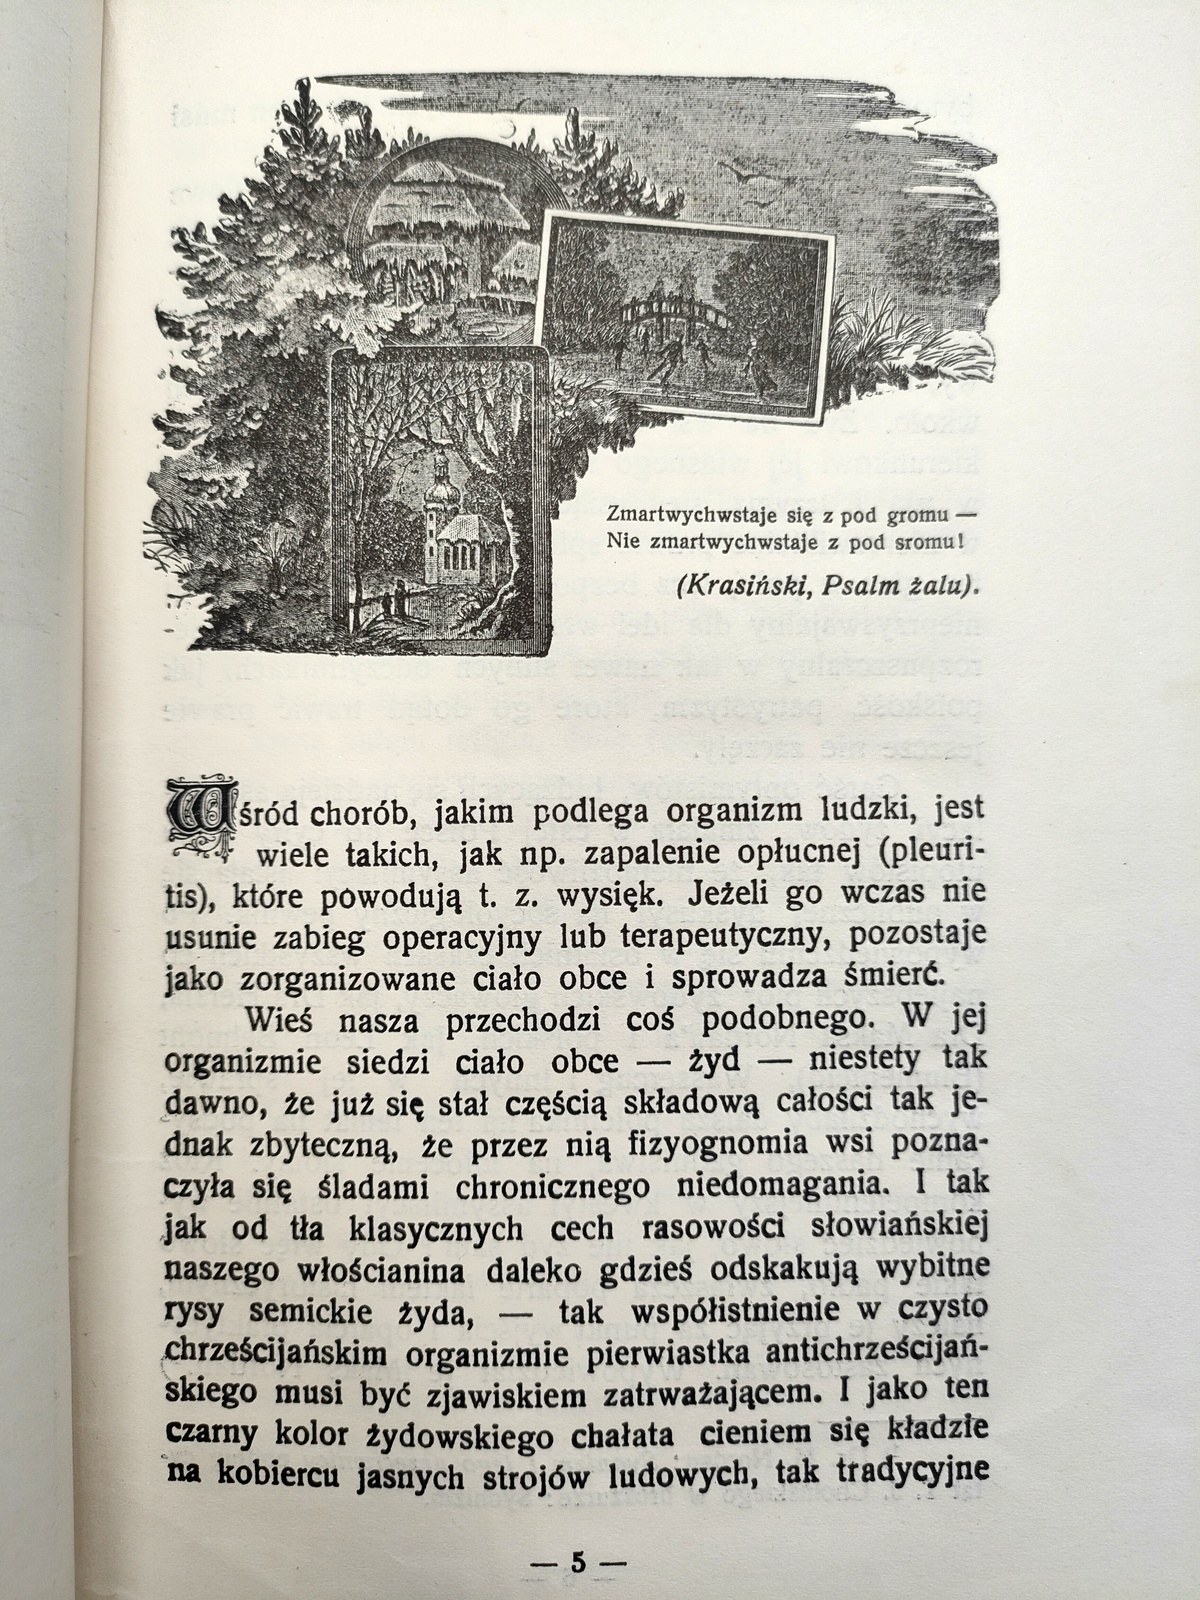 Zmartwychwstaje się z pod gromu —
Nie zmartwychwstaje z pod sromu!
(Krasiński, Psalm żalu).
Wśród chorób, jakim podlega organizm ludzki, jest
wiele takich, jak np. zapalenie opłucnej (pleuri-
tis), które powodują t. z. wysięk. Jeżeli go wczas nie
usunie zabieg operacyjny lub terapeutyczny, pozostaje
jako zorganizowane ciało obce i sprowadza śmierć.
Wieś nasza przechodzi coś podobnego. W jej
organizmie siedzi ciało obce — żyd — niestety tak
dawno, że już się stał częścią składową całości tak je-
dnak zbyteczną, że przez nią fizyognomia wsi pozna-
czyła się śladami chronicznego niedomagania. I tak
jak od tła klasycznych cech rasowości słowiańskiej
naszego włościanina daleko gdzieś odskakują wybitne
rysy semickie żyda, — tak współistnienie w czysto
chrześcijańskim organizmie pierwiastka antichrześcijań-
skiego musi być zjawiskiem zatrważającem. I jako ten
czarny kolor żydowskiego chałata cieniem się kładzie
na kobiercu jasnych strojów ludowych, tak tradycyjne
— 5 —